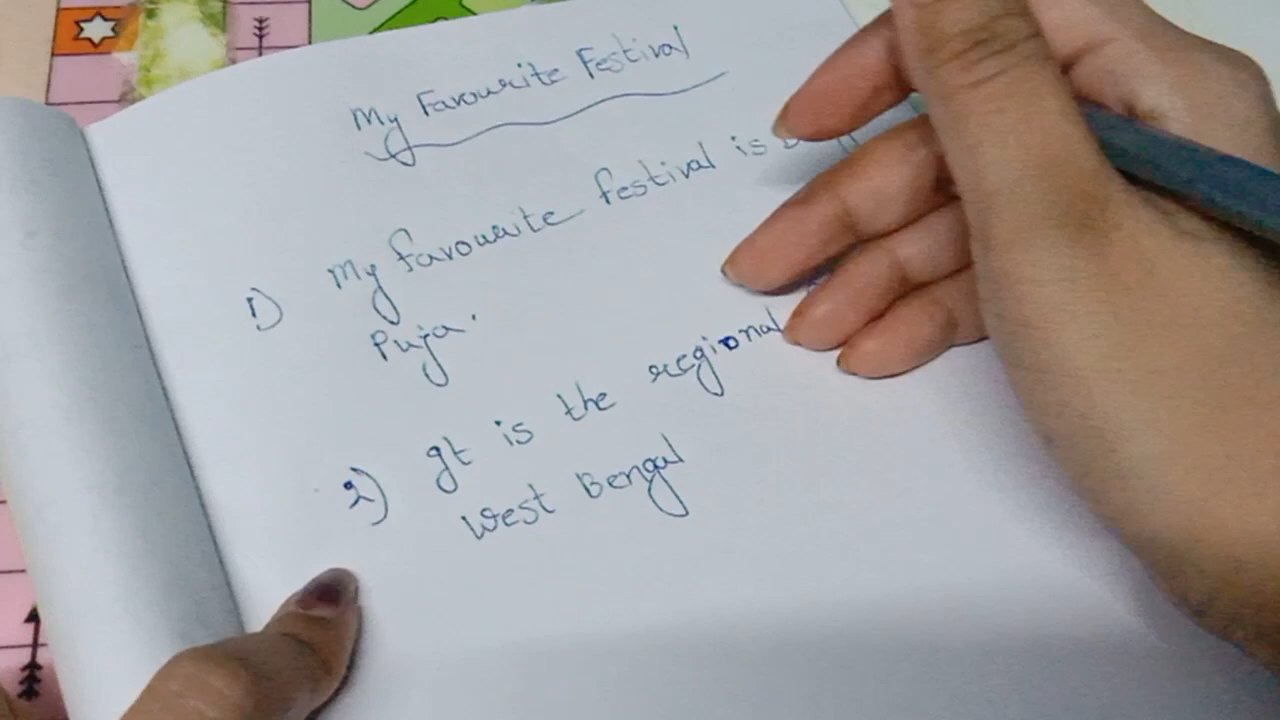 My Favourite Festival
1) My favourite festival is
Puja.
2) It is the regional
West Bengal